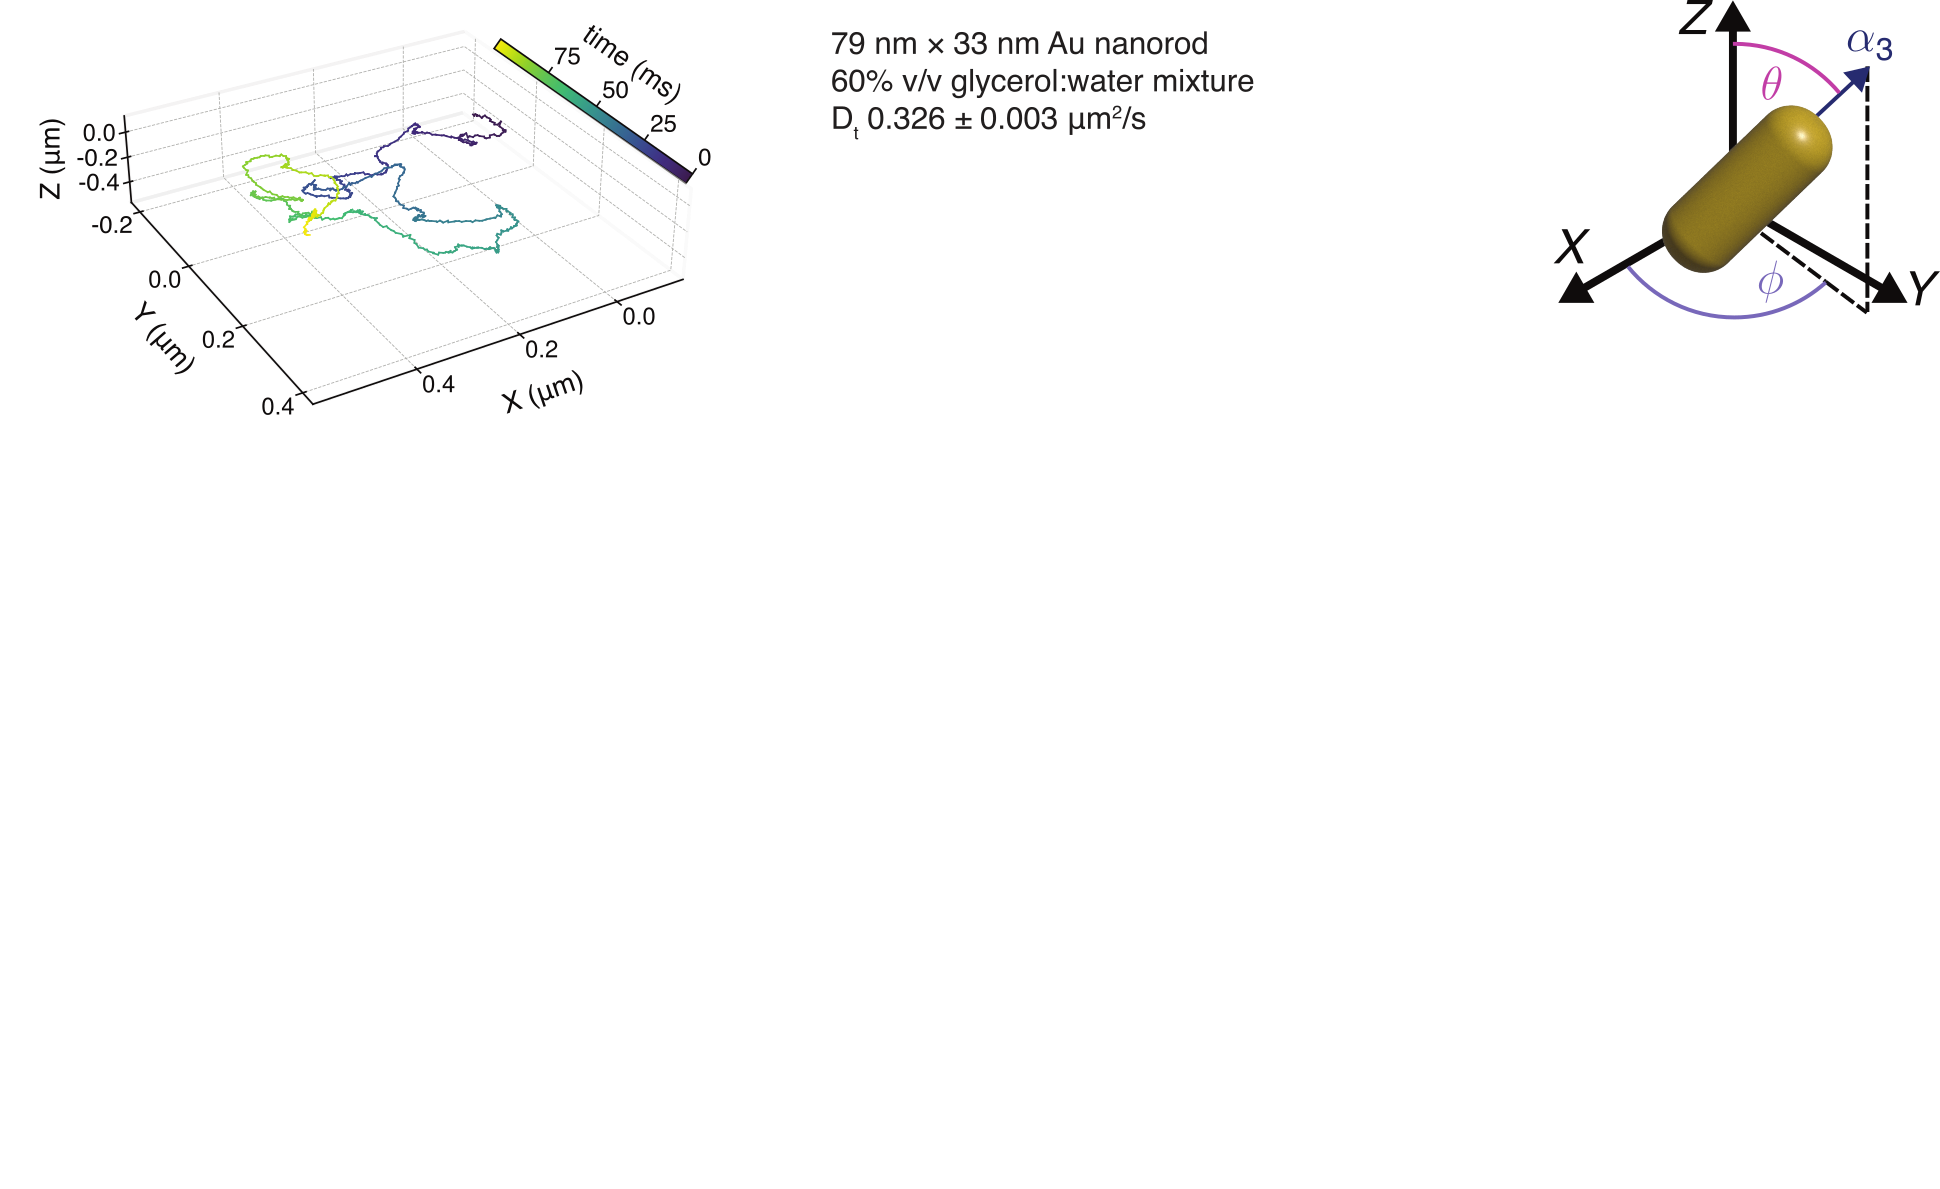 Z (µm)
0.0
-0.2
-0.4
-0.2
0.0
0.2
0.4
Y (µm)
0.4
0.2
0.0
X (µm)
time (ms)
75
50
25
0
79 nm × 33 nm Au nanorod
60% v/v glycerol:water mixture
Dₜ 0.326 ± 0.003 µm²/s
Z
α₃
θ
X
ϕ
Y